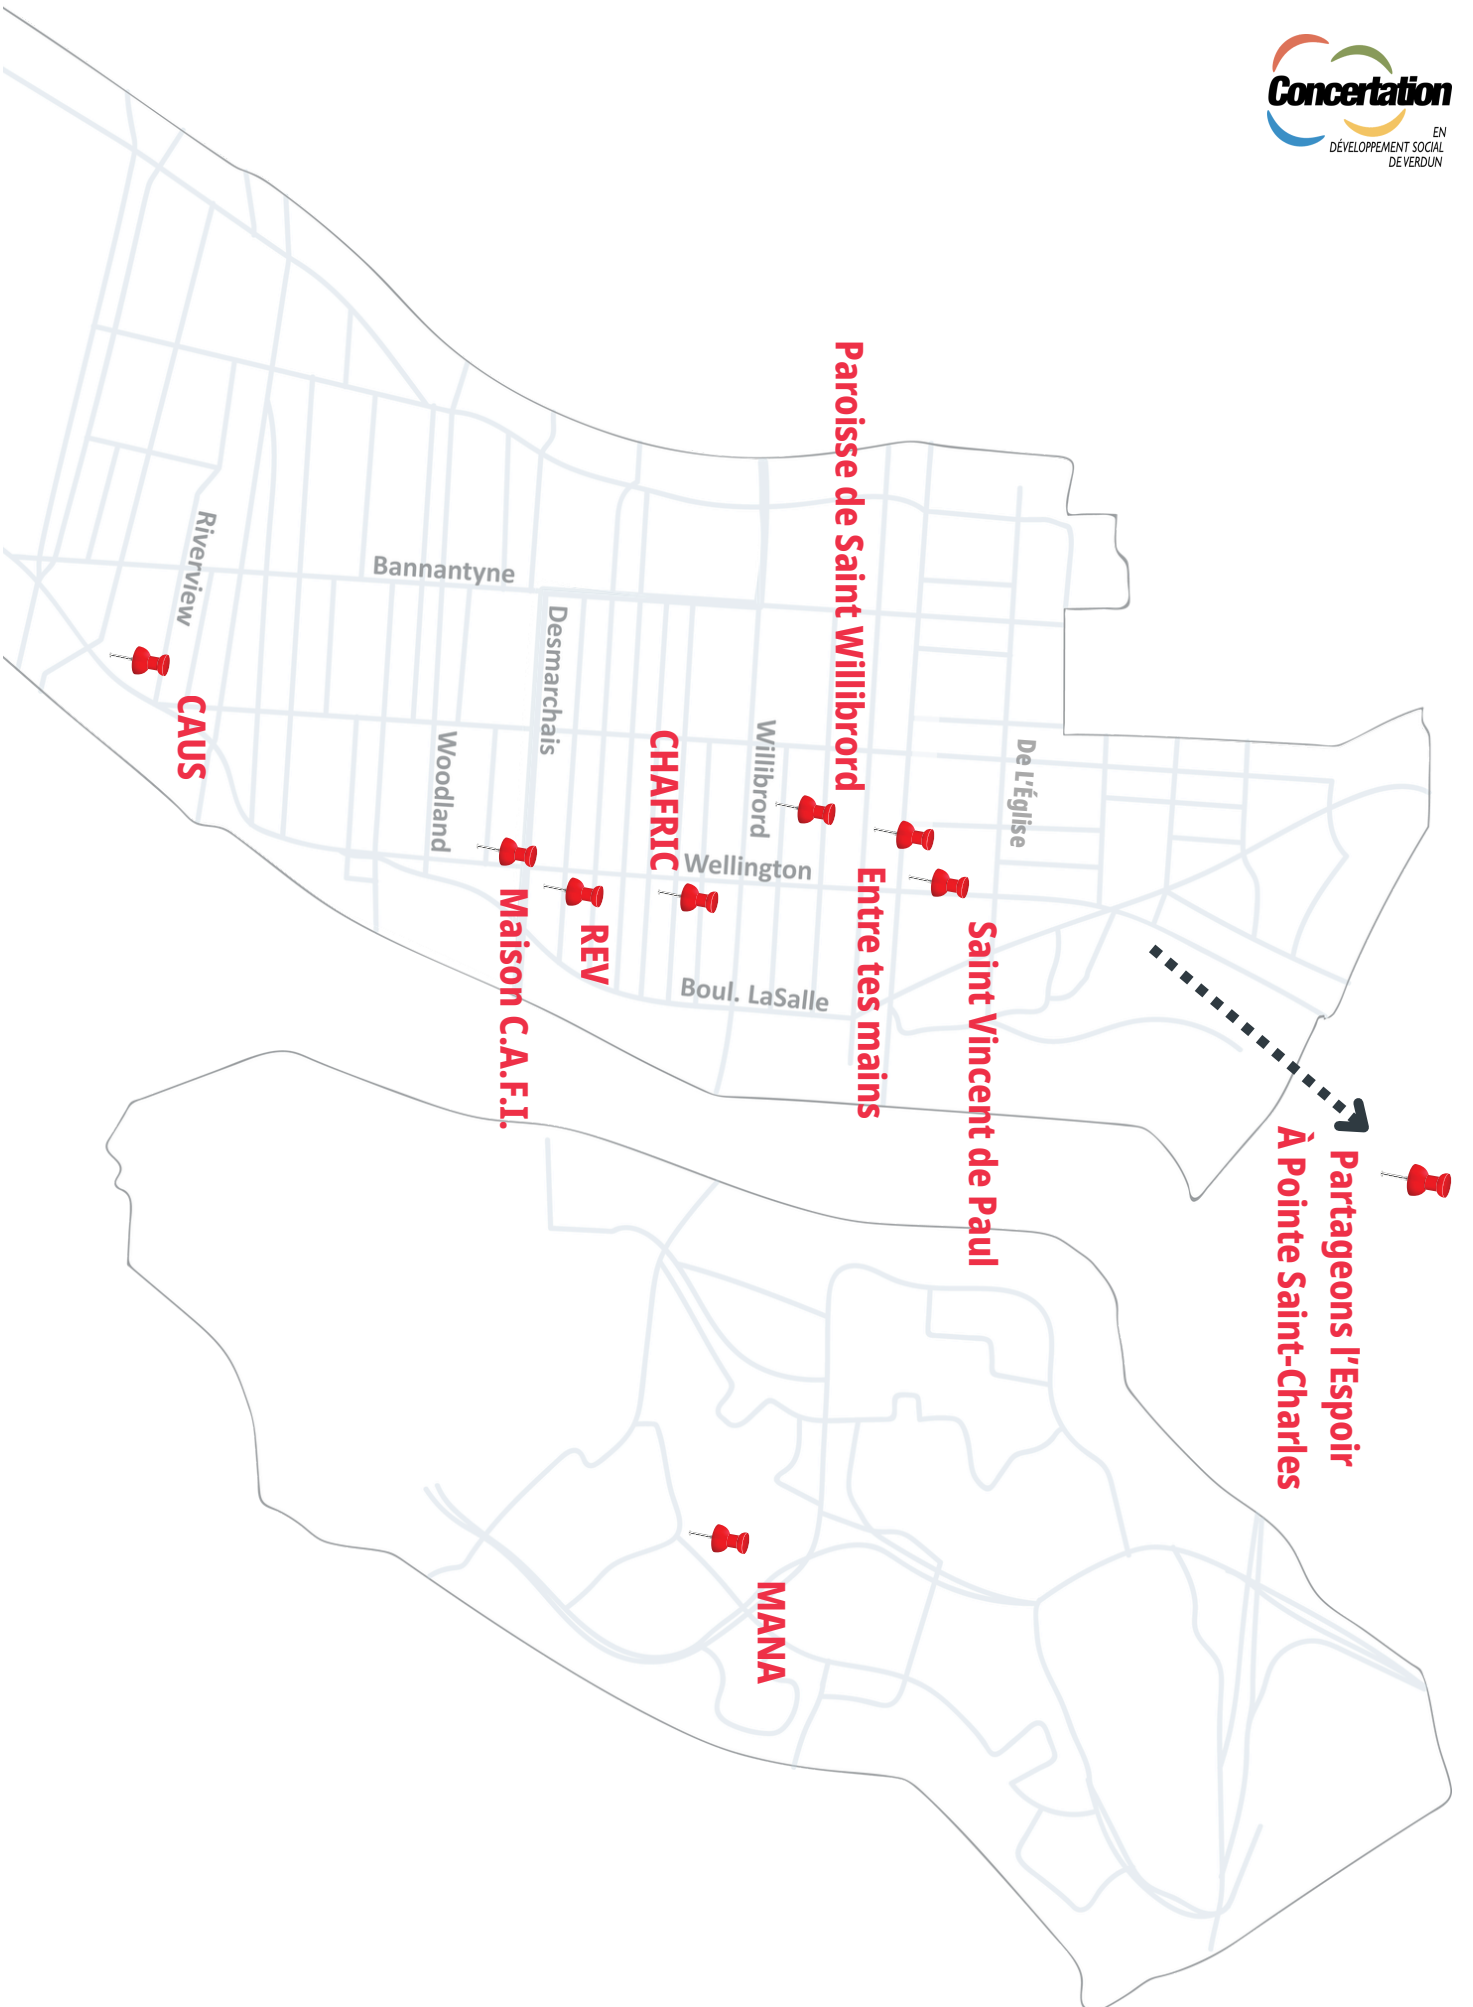 Concertation
EN
DÉVELOPPEMENT SOCIAL
DE VERDUN
Paroisse de Saint Willibrord
Riverview
Bannantyne
Desmarchais
CAUS
Woodland
CHAFRIC
Willibrord
De L'Église
Wellington
Maison C.A.F.I.
REV
Entre tes mains
Saint Vincent de Paul
Boul. LaSalle
Partageons l'Espoir
À Pointe Saint-Charles
MANA